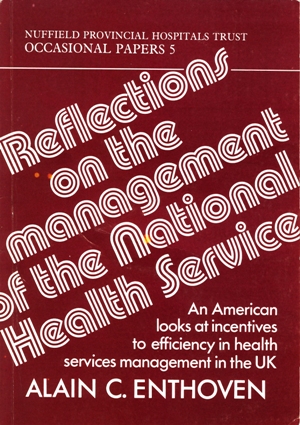 NUFFIELD PROVINCIAL HOSPITALS TRUST
OCCASIONAL PAPERS 5
Reflections
on the
management
of the National
Health Service
An American
looks at incentives
to efficiency in health
services management in the UK
ALAIN C. ENTHOVEN